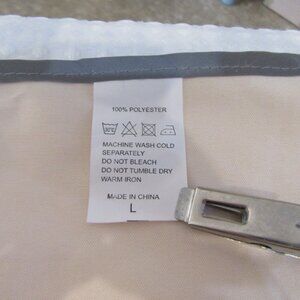 100% POLYESTER
MACHINE WASH COLD
SEPARATELY
DO NOT BLEACH
DO NOT TUMBLE DRY
WARM IRON
MADE IN CHINA
L